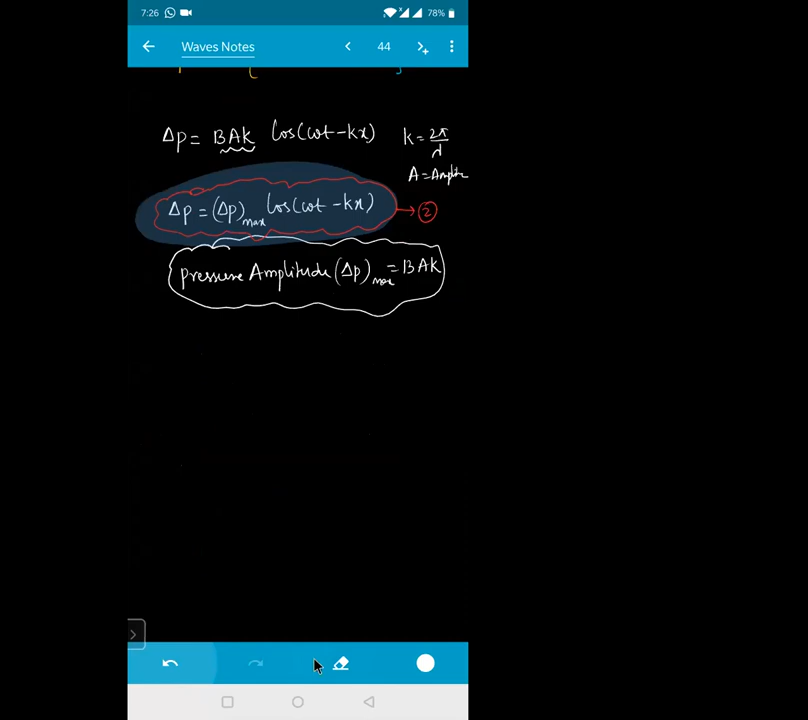 7:26 78%
Waves Notes 44
Δp = BAk cos(ωt-kx) k = 2π/λ
A = Amplitu
Δp = (Δp)max cos(ωt-kx) → 2
pressure Amplitude (Δp)max = BAK